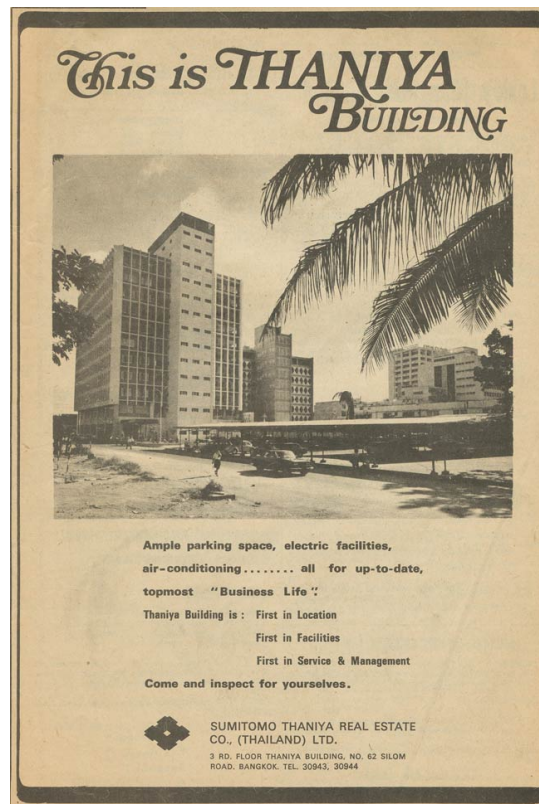 This is THANIYA
BUILDING
Ample parking space, electric facilities,
air-conditioning........ all for up-to-date,
topmost "Business Life".
Thaniya Building is : First in Location
First in Facilities
First in Service & Management
Come and inspect for yourselves.
SUMITOMO THANIYA REAL ESTATE
CO., (THAILAND) LTD.
3 RD. FLOOR THANIYA BUILDING, NO. 62 SILOM
ROAD. BANGKOK. TEL. 30943, 30944